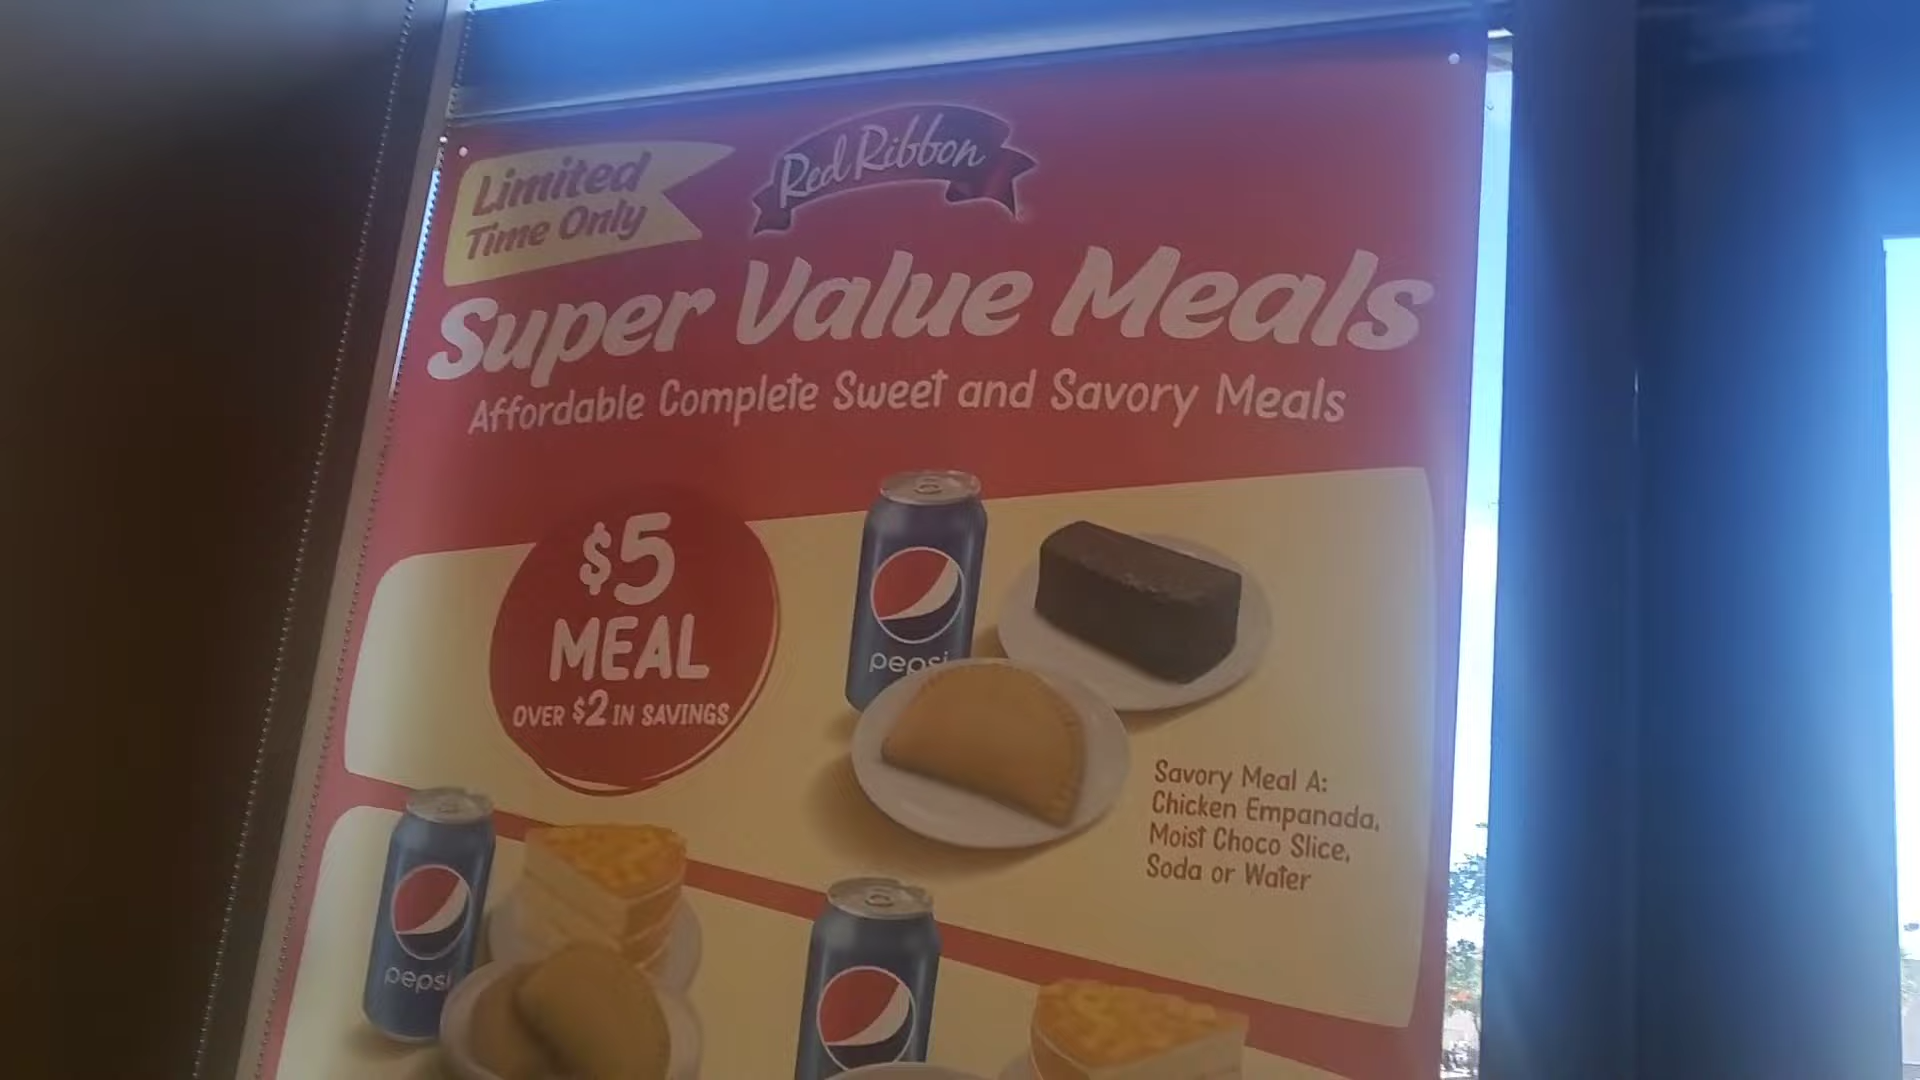 Limited
Time Only
Red Ribbon
Super Value Meals
Affordable Complete Sweet and Savory Meals
$5
MEAL
OVER $2 IN SAVINGS
pepsi
Savory Meal A:
Chicken Empanada,
Moist Choco Slice,
Soda or Water
pepsi